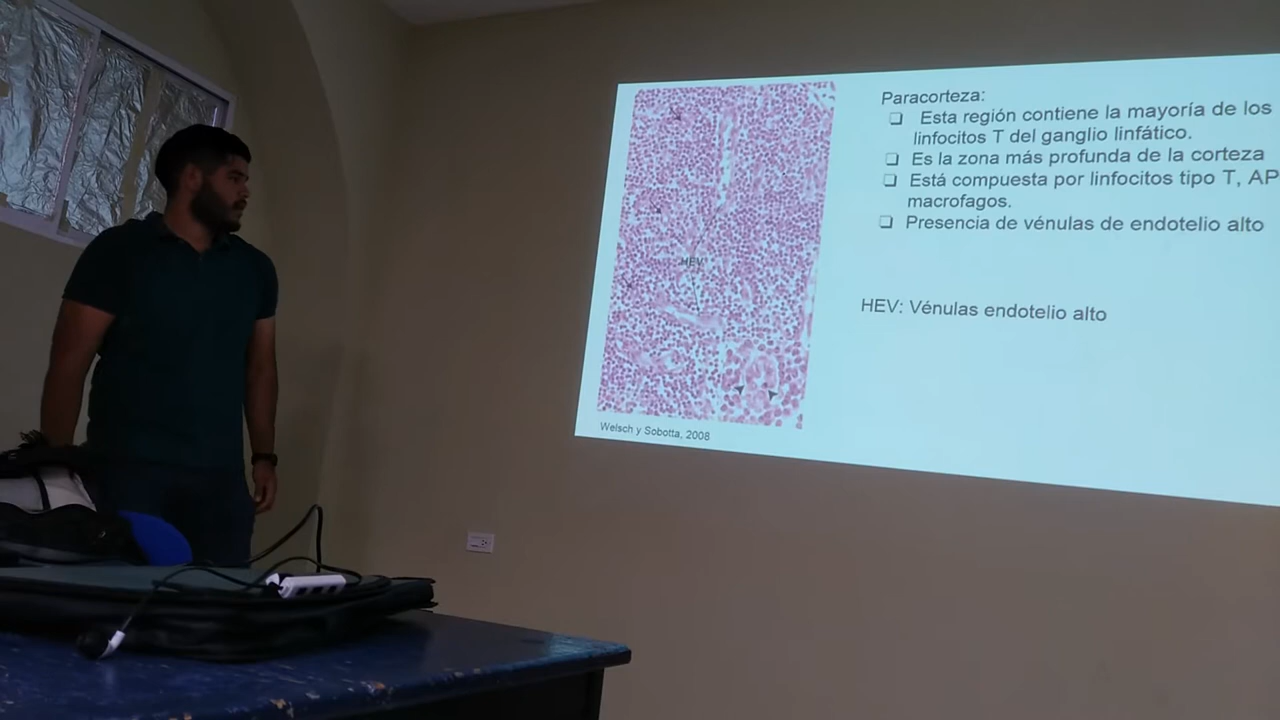 Paracorteza:
❏ Esta región contiene la mayoría de los
linfocitos T del ganglio linfático.
❏ Es la zona más profunda de la corteza
❏ Está compuesta por linfocitos tipo T, AP
macrofagos.
❏ Presencia de vénulas de endotelio alto
HEV: Vénulas endotelio alto
HEV
Welsch y Sobotta, 2008